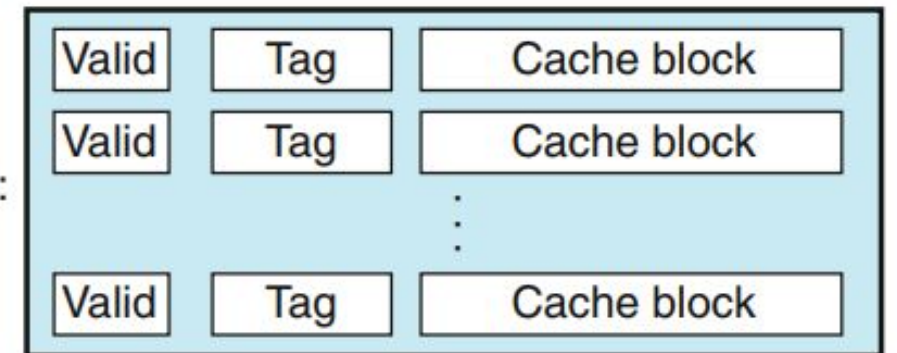 Valid Tag Cache block
Valid Tag Cache block
:
⋮
Valid Tag Cache block